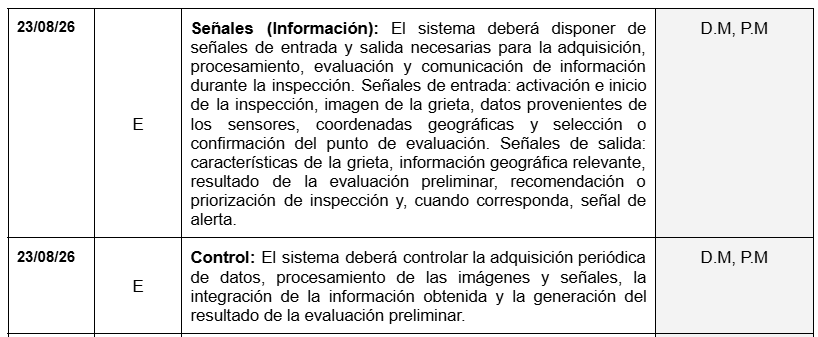 23/08/26
E
Señales (Información): El sistema deberá disponer de
señales de entrada y salida necesarias para la adquisición,
procesamiento, evaluación y comunicación de información
durante la inspección. Señales de entrada: activación e inicio
de la inspección, imagen de la grieta, datos provenientes de
los sensores, coordenadas geográficas y selección o
confirmación del punto de evaluación. Señales de salida:
características de la grieta, información geográfica relevante,
resultado de la evaluación preliminar, recomendación o
priorización de inspección y, cuando corresponda, señal de
alerta.
D.M, P.M
23/08/26
E
Control: El sistema deberá controlar la adquisición periódica
de datos, procesamiento de las imágenes y señales, la
integración de la información obtenida y la generación del
resultado de la evaluación preliminar.
D.M, P.M